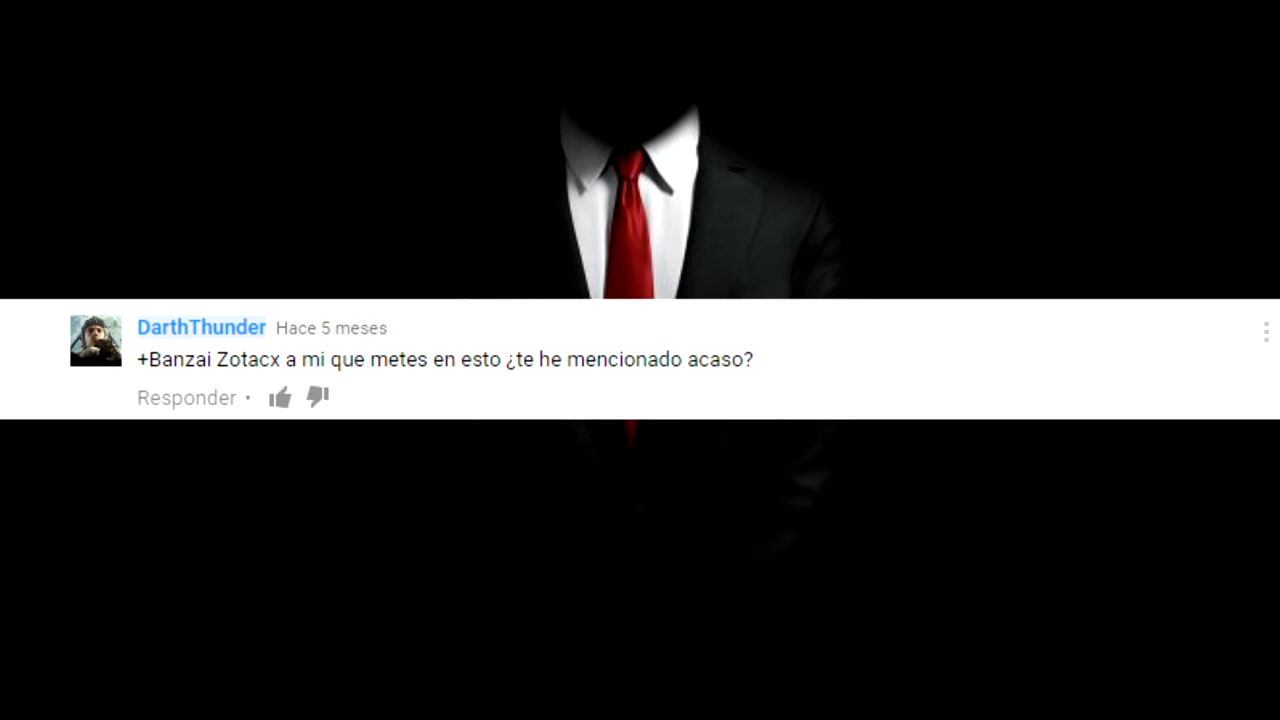 DarthThunder Hace 5 meses
+Banzai Zotacx a mi que metes en esto ¿te he mencionado acaso?
Responder •